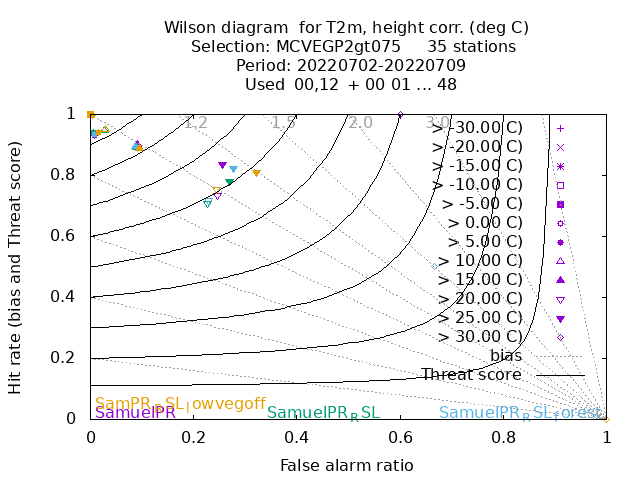 Wilson diagram for T2m, height corr. (deg C)
Selection: MCVEGP2gt075 35 stations
Period: 20220702-20220709
Used 00,12 + 00 01 ... 48
Hit rate (bias and Threat score)
1
0.8
0.6
0.4
0.2
0
1.2
1.5
2.0
3.0
> -30.00 C)
> -20.00 C)
> -15.00 C)
> -10.00 C)
> -5.00 C)
> 0.00 C)
> 5.00 C)
> 10.00 C)
> 15.00 C)
> 20.00 C)
> 25.00 C)
> 30.00 C)
bias
Threat score
SamPR_RSL_lowvegoff
SamuelPR
SamuelPR_RSL
SamuelPR_RSL_forest
0 0.2 0.4 0.6 0.8 1
False alarm ratio